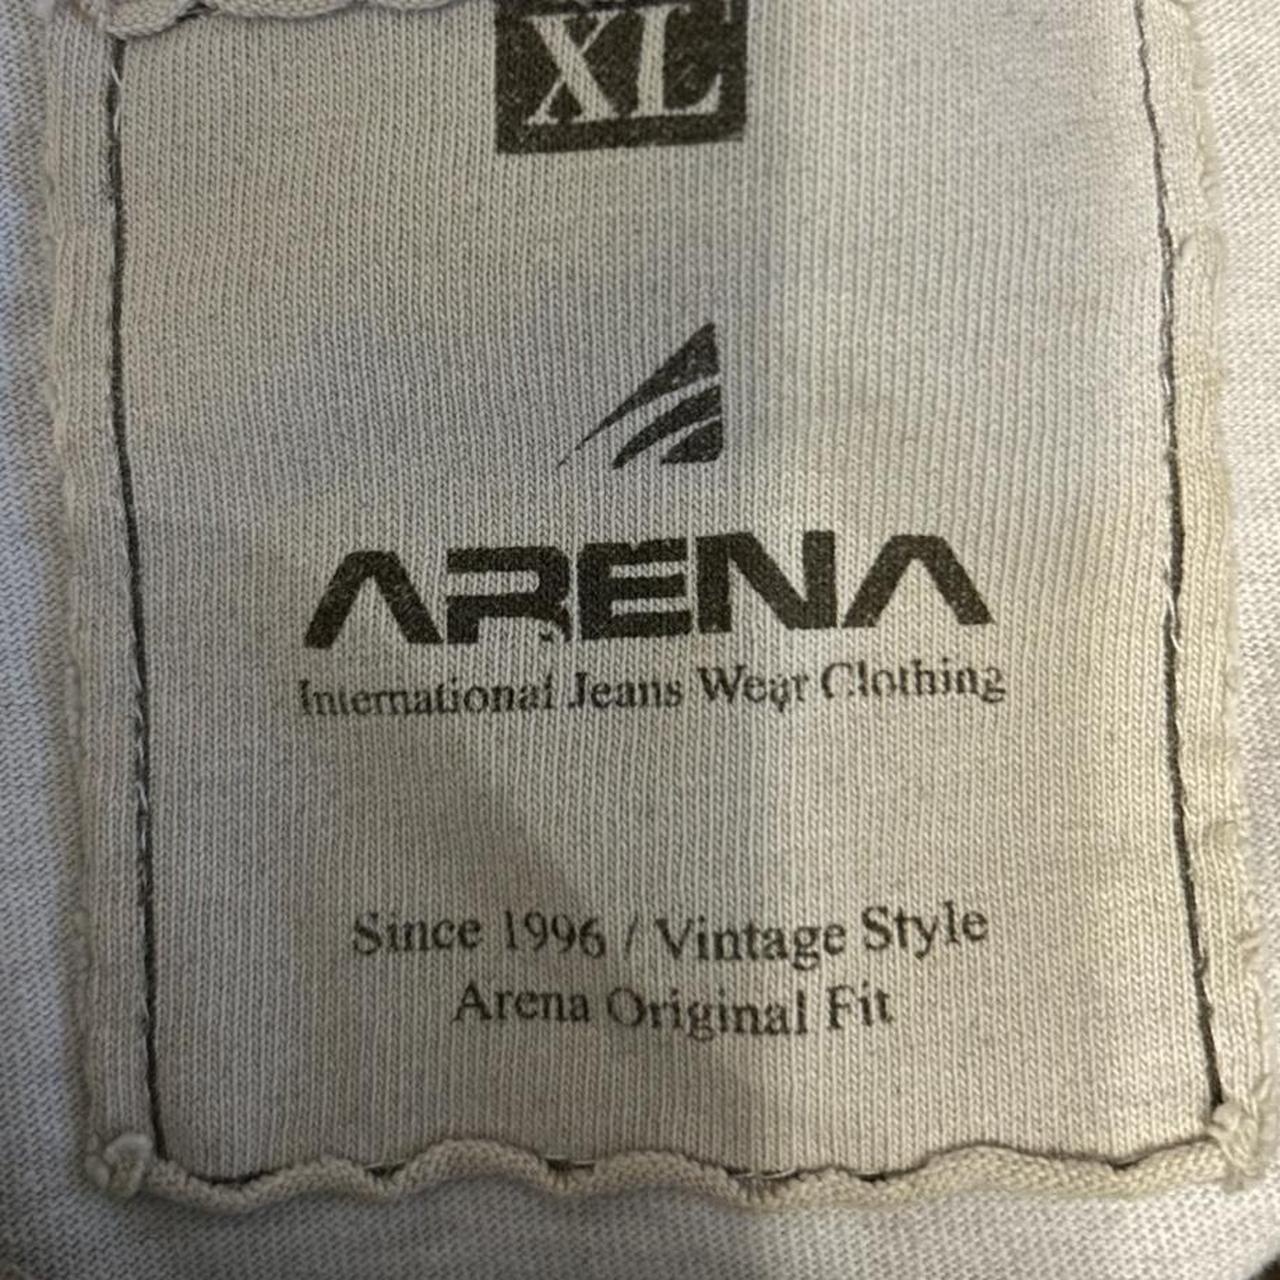 XL
ARENA
International Jeans Wear Clothing
Since 1996 / Vintage Style
Arena Original Fit